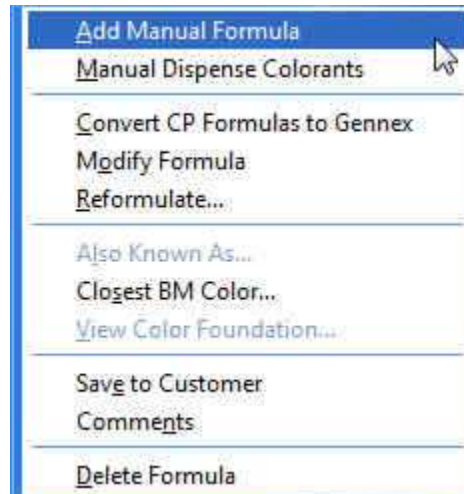 Add Manual Formula
Manual Dispense Colorants
Convert CP Formulas to Gennex
Modify Formula
Reformulate...
Also Known As...
Closest BM Color...
View Color Foundation...
Save to Customer
Comments
Delete Formula